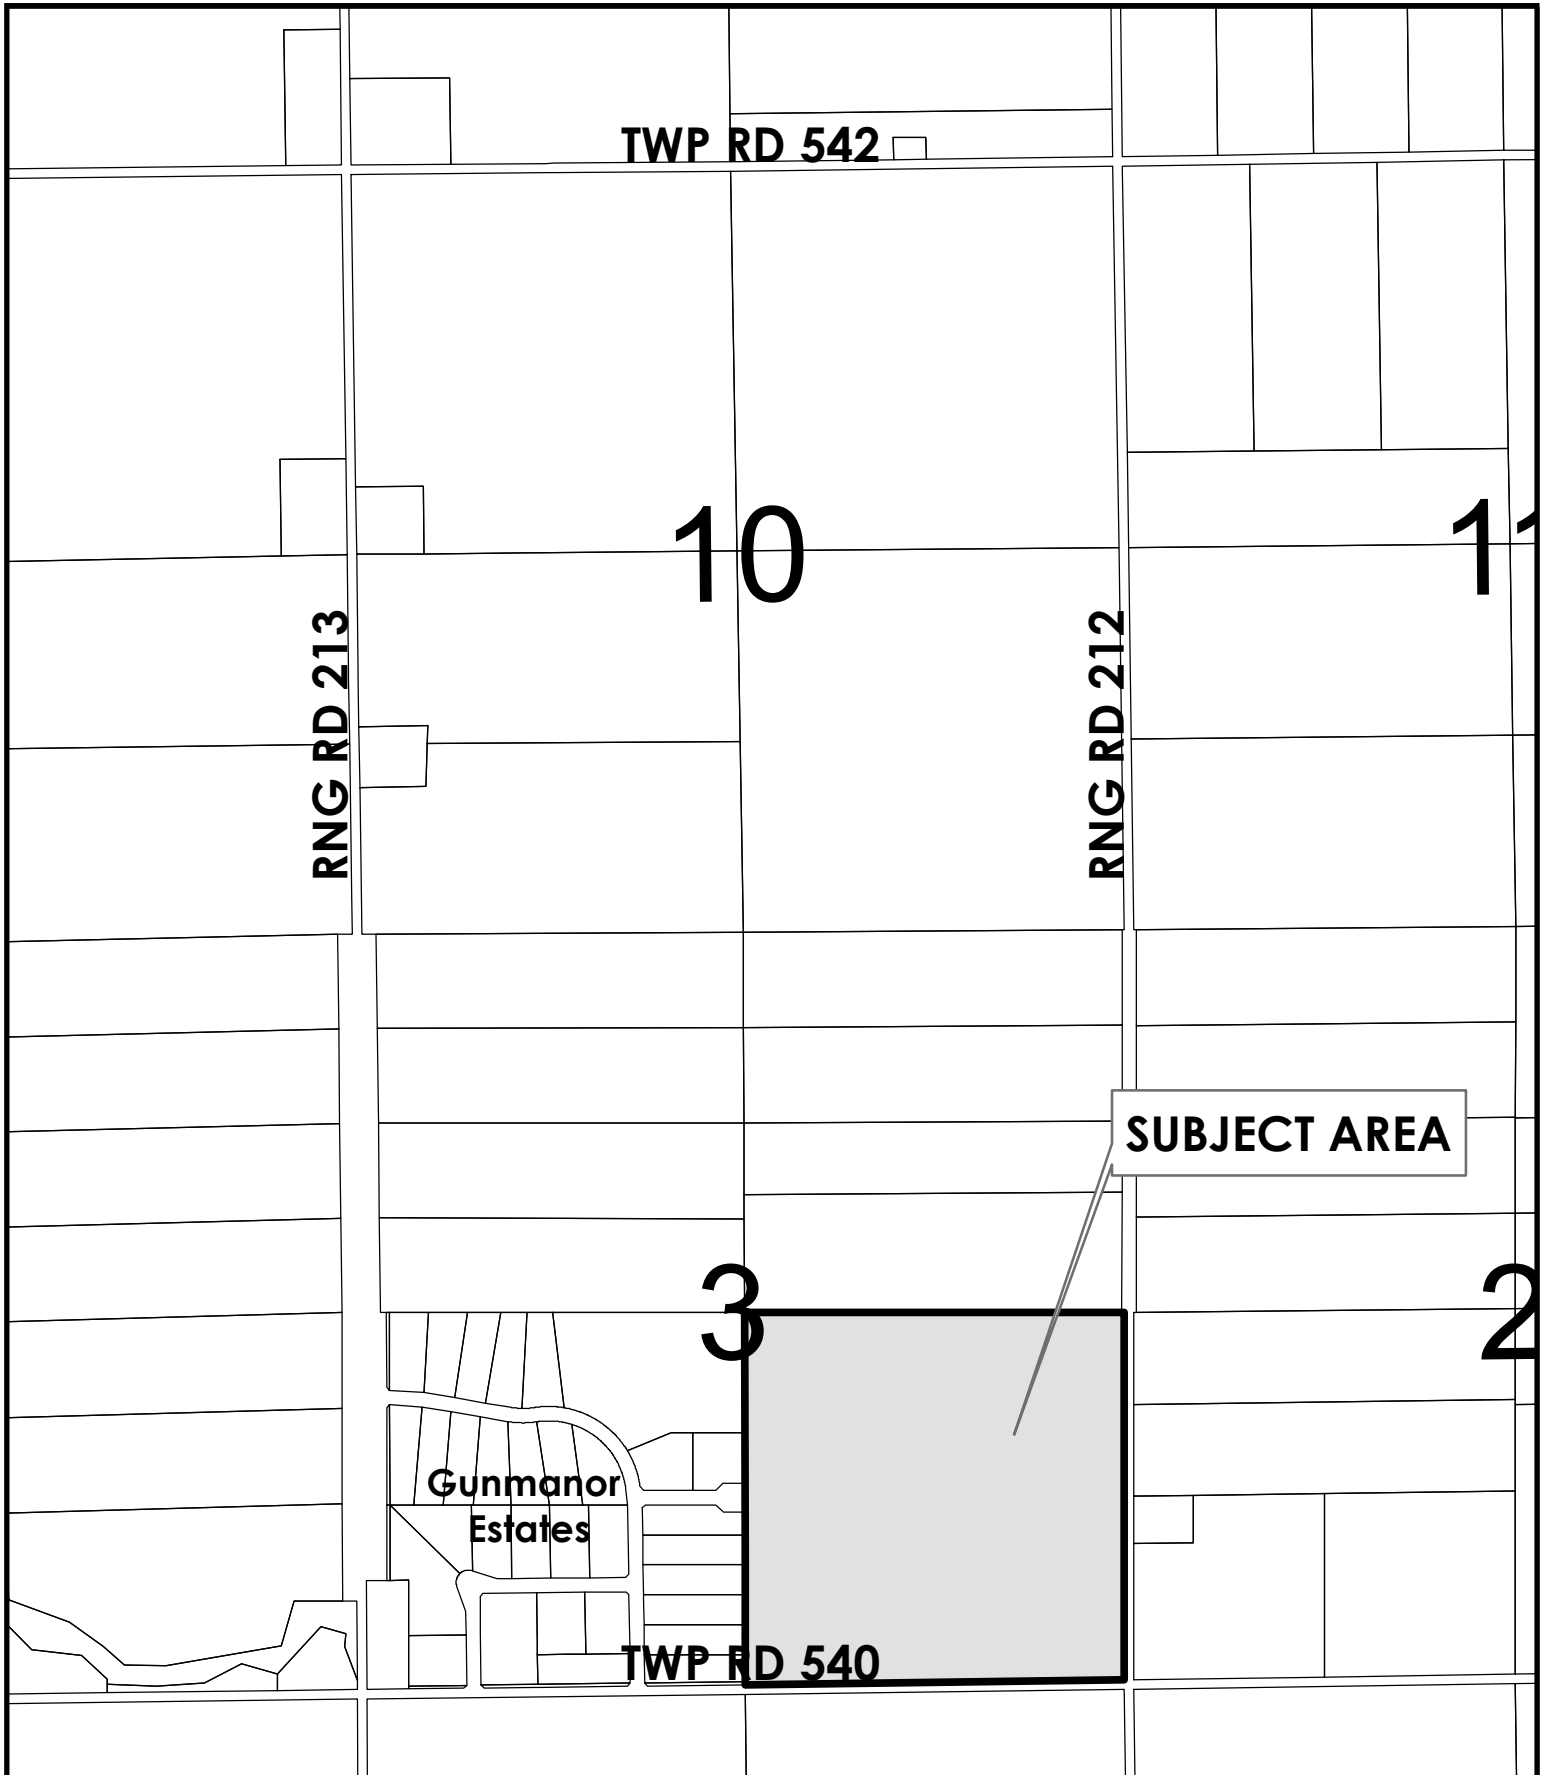 TWP RD 542
10
11
RNG RD 213
RNG RD 212
SUBJECT AREA
3
2
Gunmanor
Estates
TWP RD 540